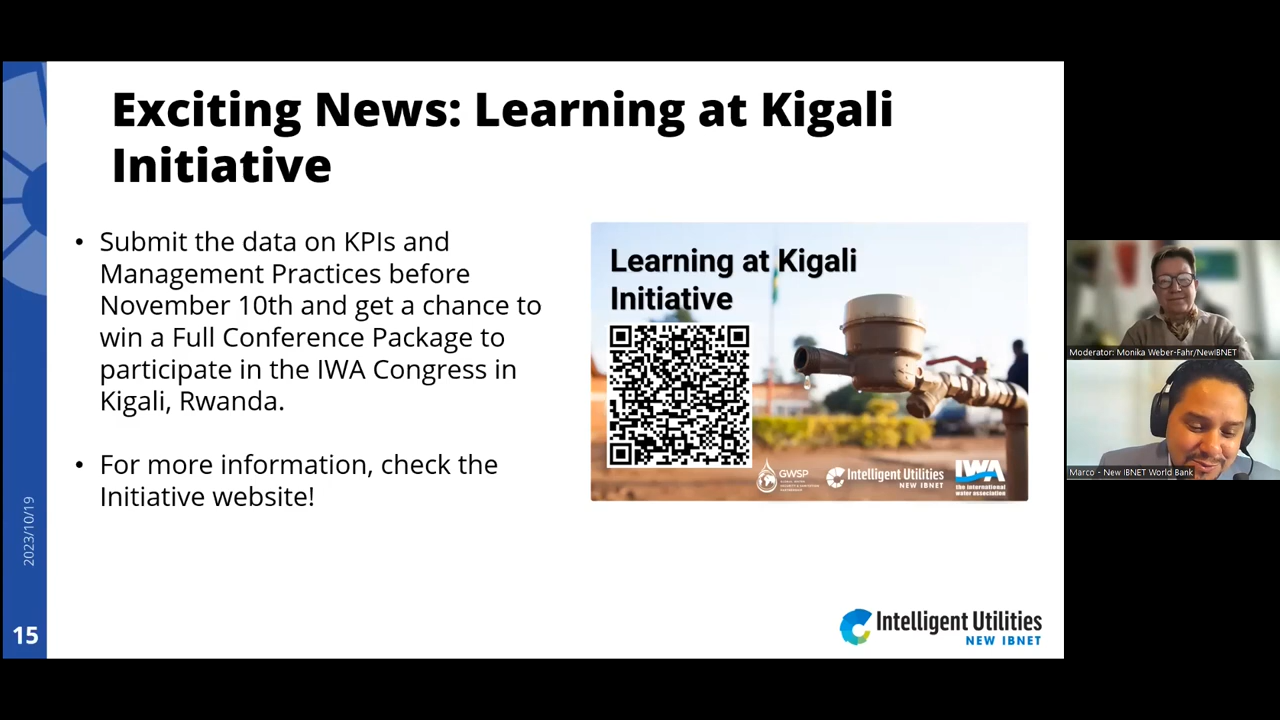 Exciting News: Learning at Kigali
Initiative
• Submit the data on KPIs and
Management Practices before
November 10th and get a chance to
win a Full Conference Package to
participate in the IWA Congress in
Kigali, Rwanda.
• For more information, check the
Initiative website!
Learning at Kigali
Initiative
GWSP
Intelligent Utilities
NEW IBNET
IWA
the international
water association
2023/10/19
15
Intelligent Utilities
NEW IBNET
Moderator: Monika Weber-Fahr/NewIBNET
Marco - New IBNET World Bank